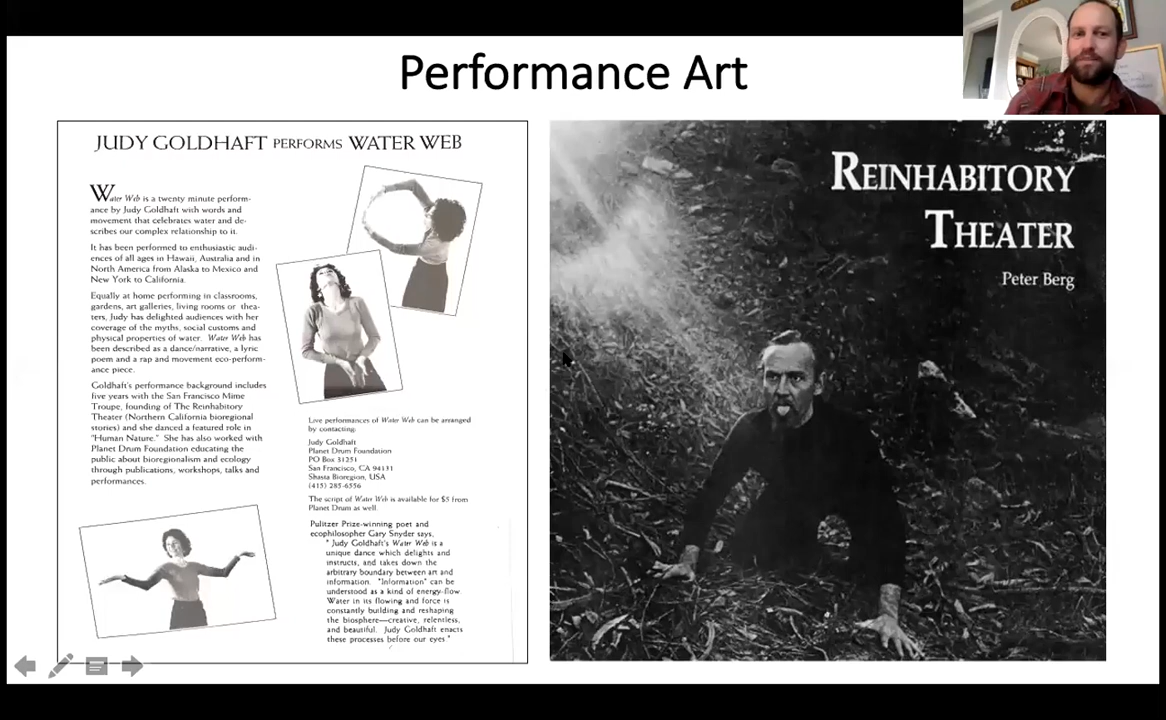 Performance Art
JUDY GOLDHAFT PERFORMS WATER WEB
Water Web is a twenty minute perform-
ance by Judy Goldhaft with words and
movement that celebrates water and de-
scribes our complex relationship to it.
It has been performed to enthusiastic audi-
ences of all ages in Hawaii, Australia and in
North America from Alaska to Mexico and
New York to California.
Equally at home performing in classrooms,
gardens, art galleries, living rooms or thea-
ters, Judy has delighted audiences with her
coverage of the myths, social customs and
physical properties of water. Water Web has
been described as a dance/narrative, a lyric
poem and a rap and movement eco-perform-
ance piece.
Goldhaft's performance background includes
five years with the San Francisco Mime
Troupe, founding of The Reinhabitory
Theater (Northern California bioregional
stories) and she danced a featured role in
"Human Nature." She has also worked with
Planet Drum Foundation educating the
public about bioregionalism and ecology
through publications, workshops, talks and
performances.
Live performances of Water Web can be arranged
by contacting:
Judy Goldhaft
Planet Drum Foundation
PO Box 31251
San Francisco, CA 94131
Shasta Bioregion, USA
(415) 285-6556
The script of Water Web is available for $5 from
Planet Drum as well.
Pulitzer Prize-winning poet and
ecophilosopher Gary Snyder says,
"Judy Goldhaft's Water Web is a
unique dance which delights and
instructs, and takes down the
arbitrary boundary between art and
information. "Information" can be
understood as a kind of energy-flow
Water in its flowing and force is
constantly building and reshaping
the biosphere—creative, relentless,
and beautiful. Judy Goldhaft enacts
these processes before our eyes"
REINHABITORY
THEATER
Peter Berg